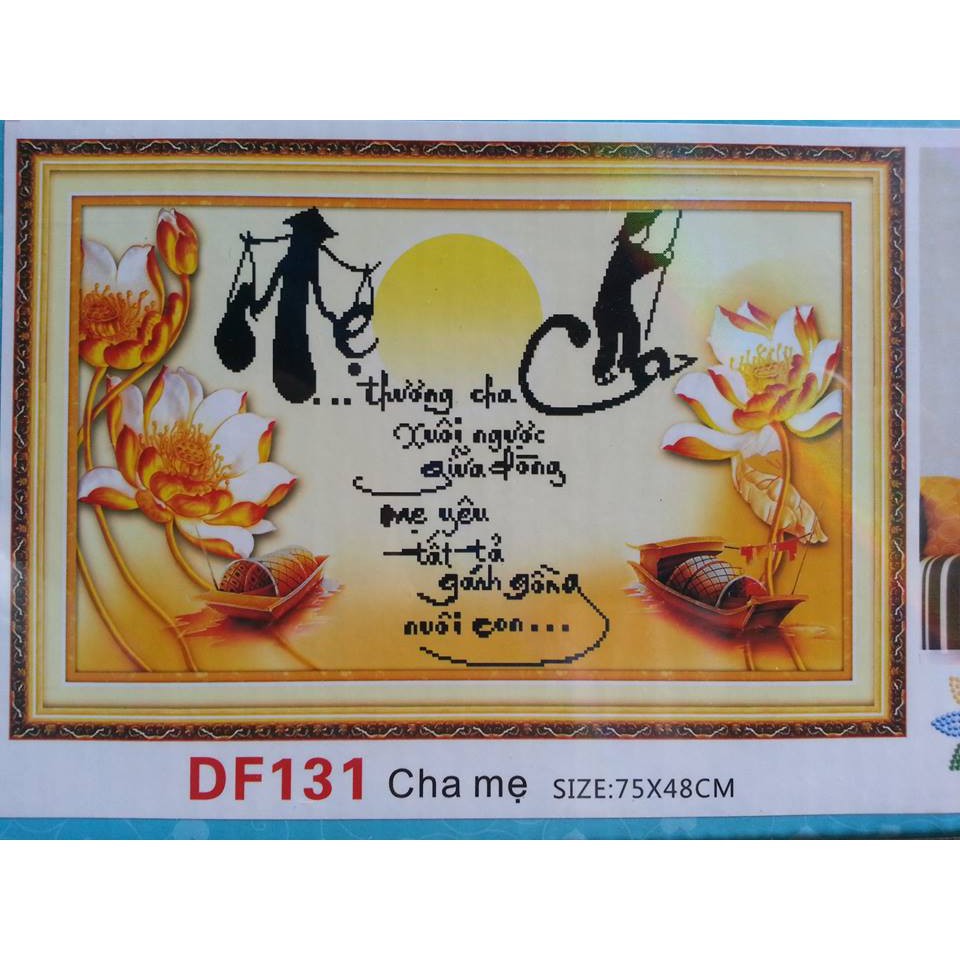 Mẹ Cha
...thương cha
Xuôi ngược
giữa dòng
mẹ yêu
tất tả
gánh gồng
nuôi con...
DF131 Cha mẹ SIZE:75X48CM